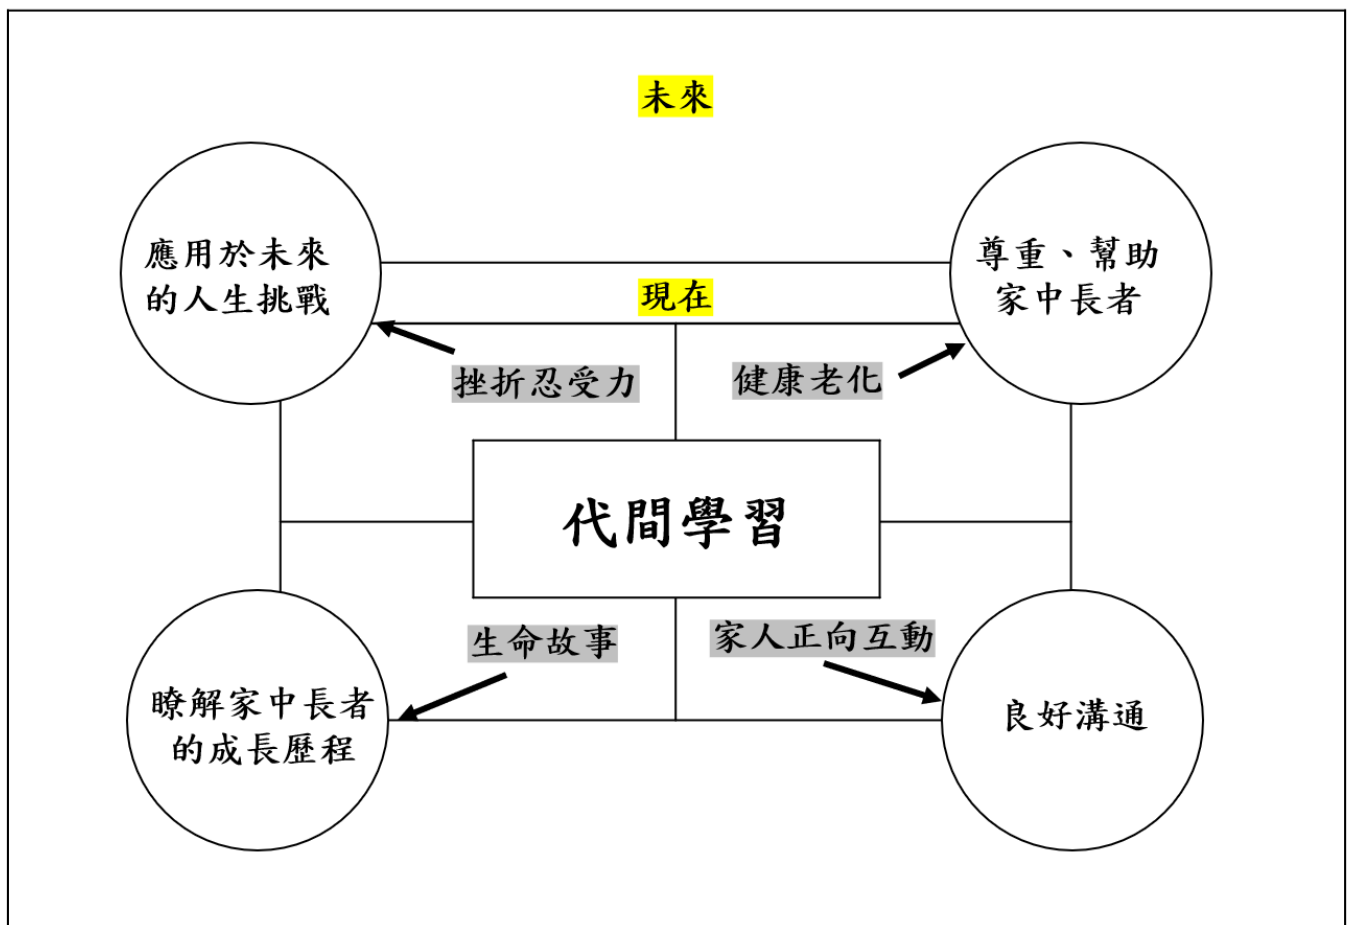 未來
應用於未來
的人生挑戰
尊重、幫助
家中長者
現在
挫折忍受力
健康老化
代間學習
生命故事
家人正向互動
瞭解家中長者
的成長歷程
良好溝通